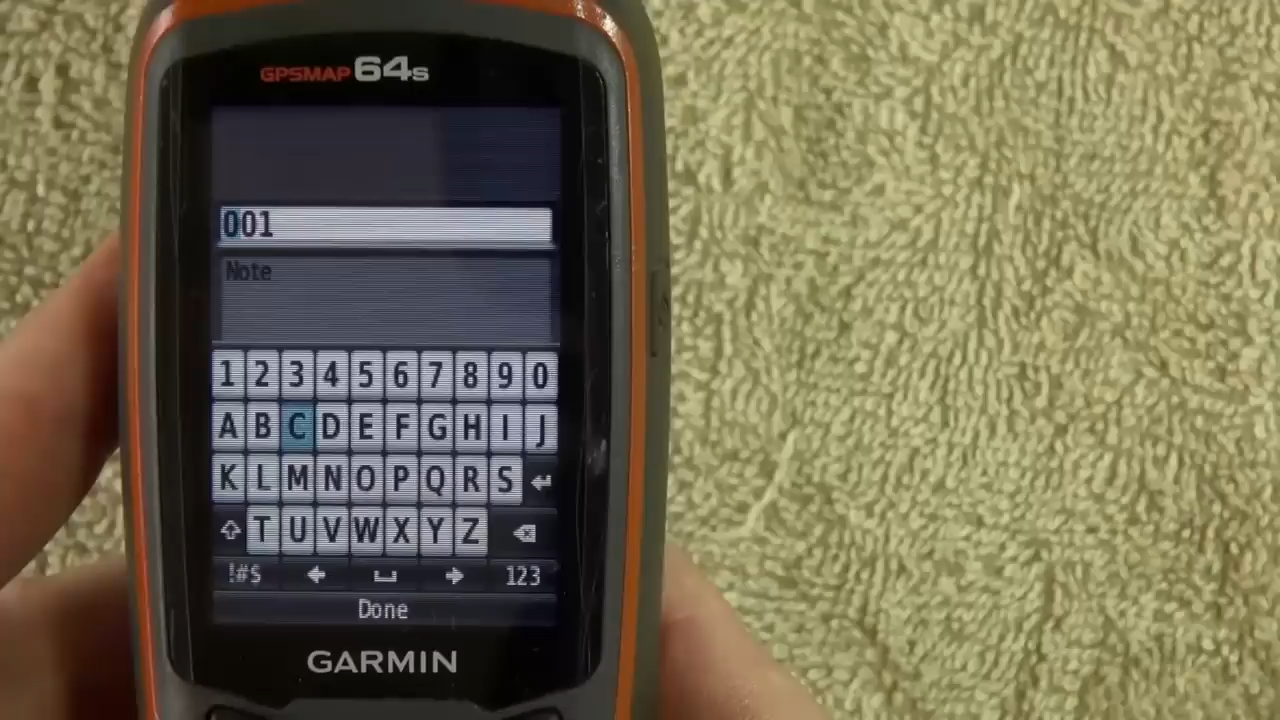 GPSMAP 64s
001
Note
1 2 3 4 5 6 7 8 9 0
A B C D E F G H I J
K L M N O P Q R S
T U V W X Y Z
!#$ 123
Done
GARMIN